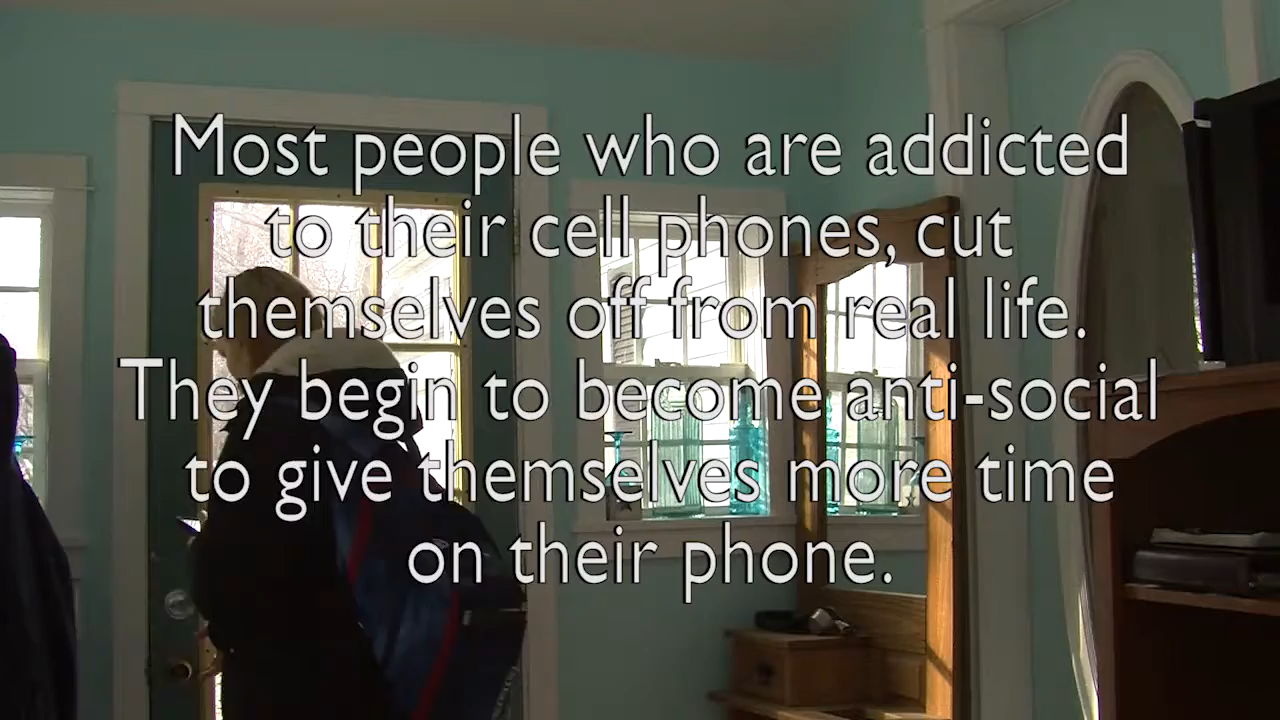 Most people who are addicted
to their cell phones, cut
themselves off from real life.
They begin to become anti-social
to give themselves more time
on their phone.